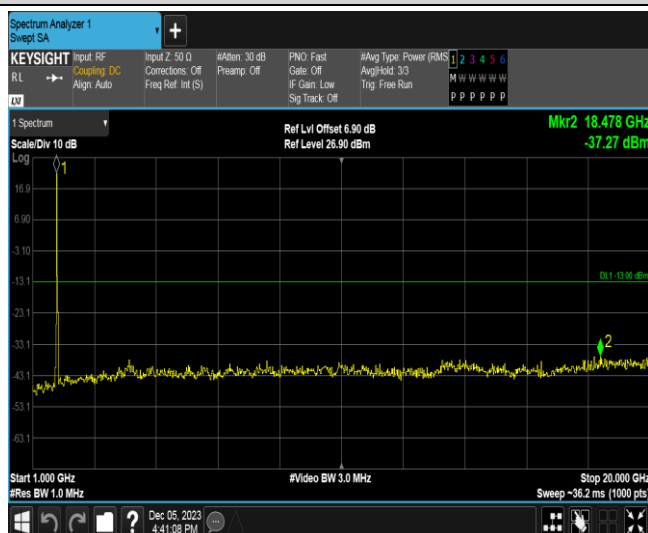 Spectrum Analyzer 1
Swept SA
+
KEYSIGHT
RL
LXI
Input: RF
Coupling: DC
Align: Auto
Input Z: 50 Ω
Corrections: Off
Freq Ref: Int (S)
#Atten: 30 dB
Preamp: Off
PNO: Fast
Gate: Off
IF Gain: Low
Sig Track: Off
#Avg Type: Power (RMS
Avg|Hold: 3/3
Trig: Free Run
1 2 3 4 5 6
M W W W W W
P P P P P P
1 Spectrum
Scale/Div 10 dB
Ref Lvl Offset 6.90 dB
Ref Level 26.90 dBm
Mkr2 18.478 GHz
-37.27 dBm
Log
1
16.9
6.90
-3.10
-13.1
DL1 -13.00 dBm
-23.1
-33.1
2
-43.1
-53.1
-63.1
Start 1.000 GHz
#Video BW 3.0 MHz
Stop 20.000 GHz
#Res BW 1.0 MHz
Sweep ~36.2 ms (1000 pts)
?
Dec 05, 2023
4:41:08 PM